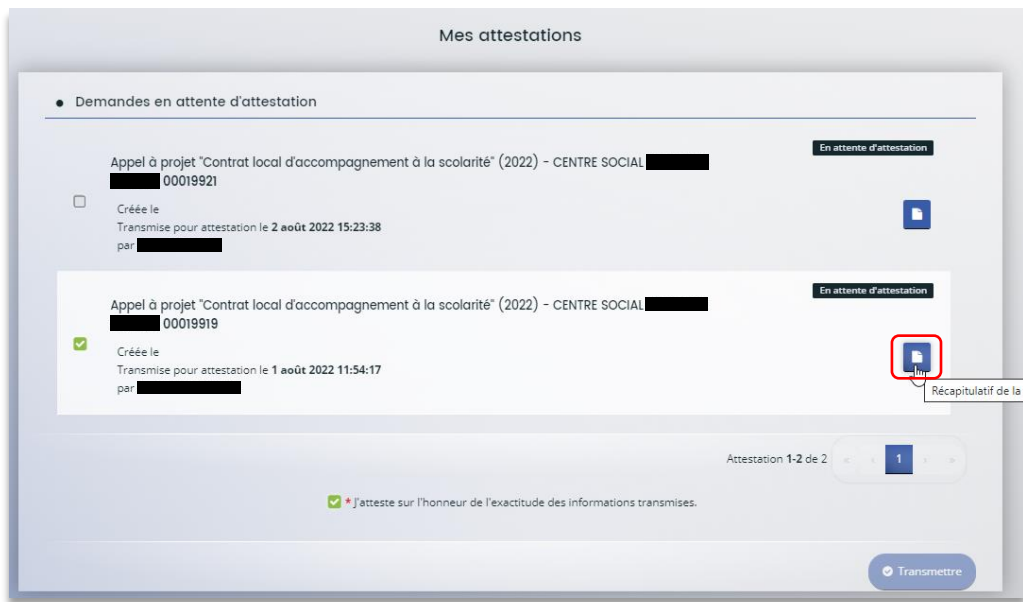 Mes attestations
Demandes en attente d'attestation
En attente d'attestation
Appel à projet "Contrat local d'accompagnement à la scolarité" (2022) - CENTRE SOCIAL
00019921
Créée le
Transmise pour attestation le 2 août 2022 15:23:38
par
En attente d'attestation
Appel à projet "Contrat local d'accompagnement à la scolarité" (2022) - CENTRE SOCIAL
00019919
Créée le
Transmise pour attestation le 1 août 2022 11:54:17
par
Récapitulatif de la
Attestation 1-2 de 2 « ‹ 1 › »
* J'atteste sur l'honneur de l'exactitude des informations transmises.
Transmettre